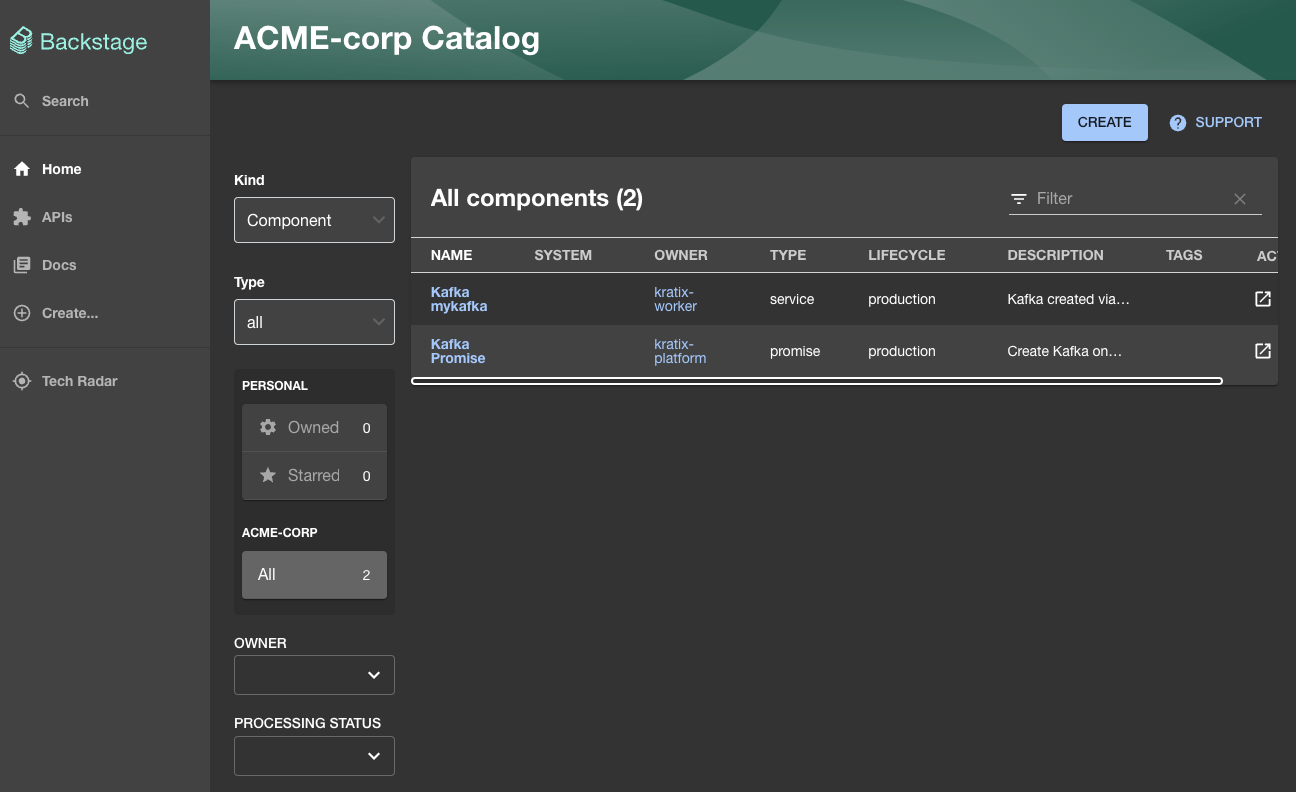 Backstage
Search
Home
APIs
Docs
Create...
Tech Radar
ACME-corp Catalog
CREATE
SUPPORT
Kind
Component
Type
all
PERSONAL
Owned 0
Starred 0
ACME-CORP
All 2
OWNER
PROCESSING STATUS
All components (2)
Filter
NAME SYSTEM OWNER TYPE LIFECYCLE DESCRIPTION TAGS
Kafka mykafka kratix-worker service production Kafka created via…
Kafka Promise kratix-platform promise production Create Kafka on…